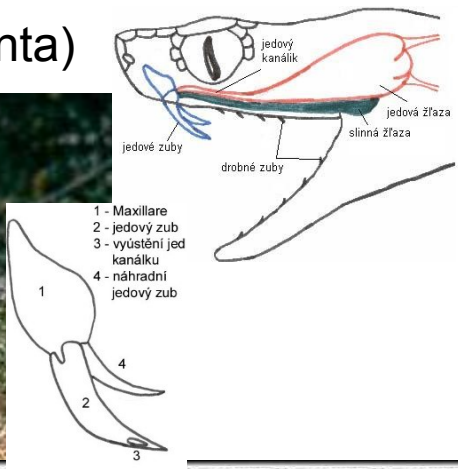 nta)
jedový
kanálik
jedová žľaza
slinná žľaza
jedové zuby
drobné zuby
1 - Maxillare
2 - jedový zub
3 - vyústění jed
kanálku
4 - náhradní
jedový zub
1
4
2
3